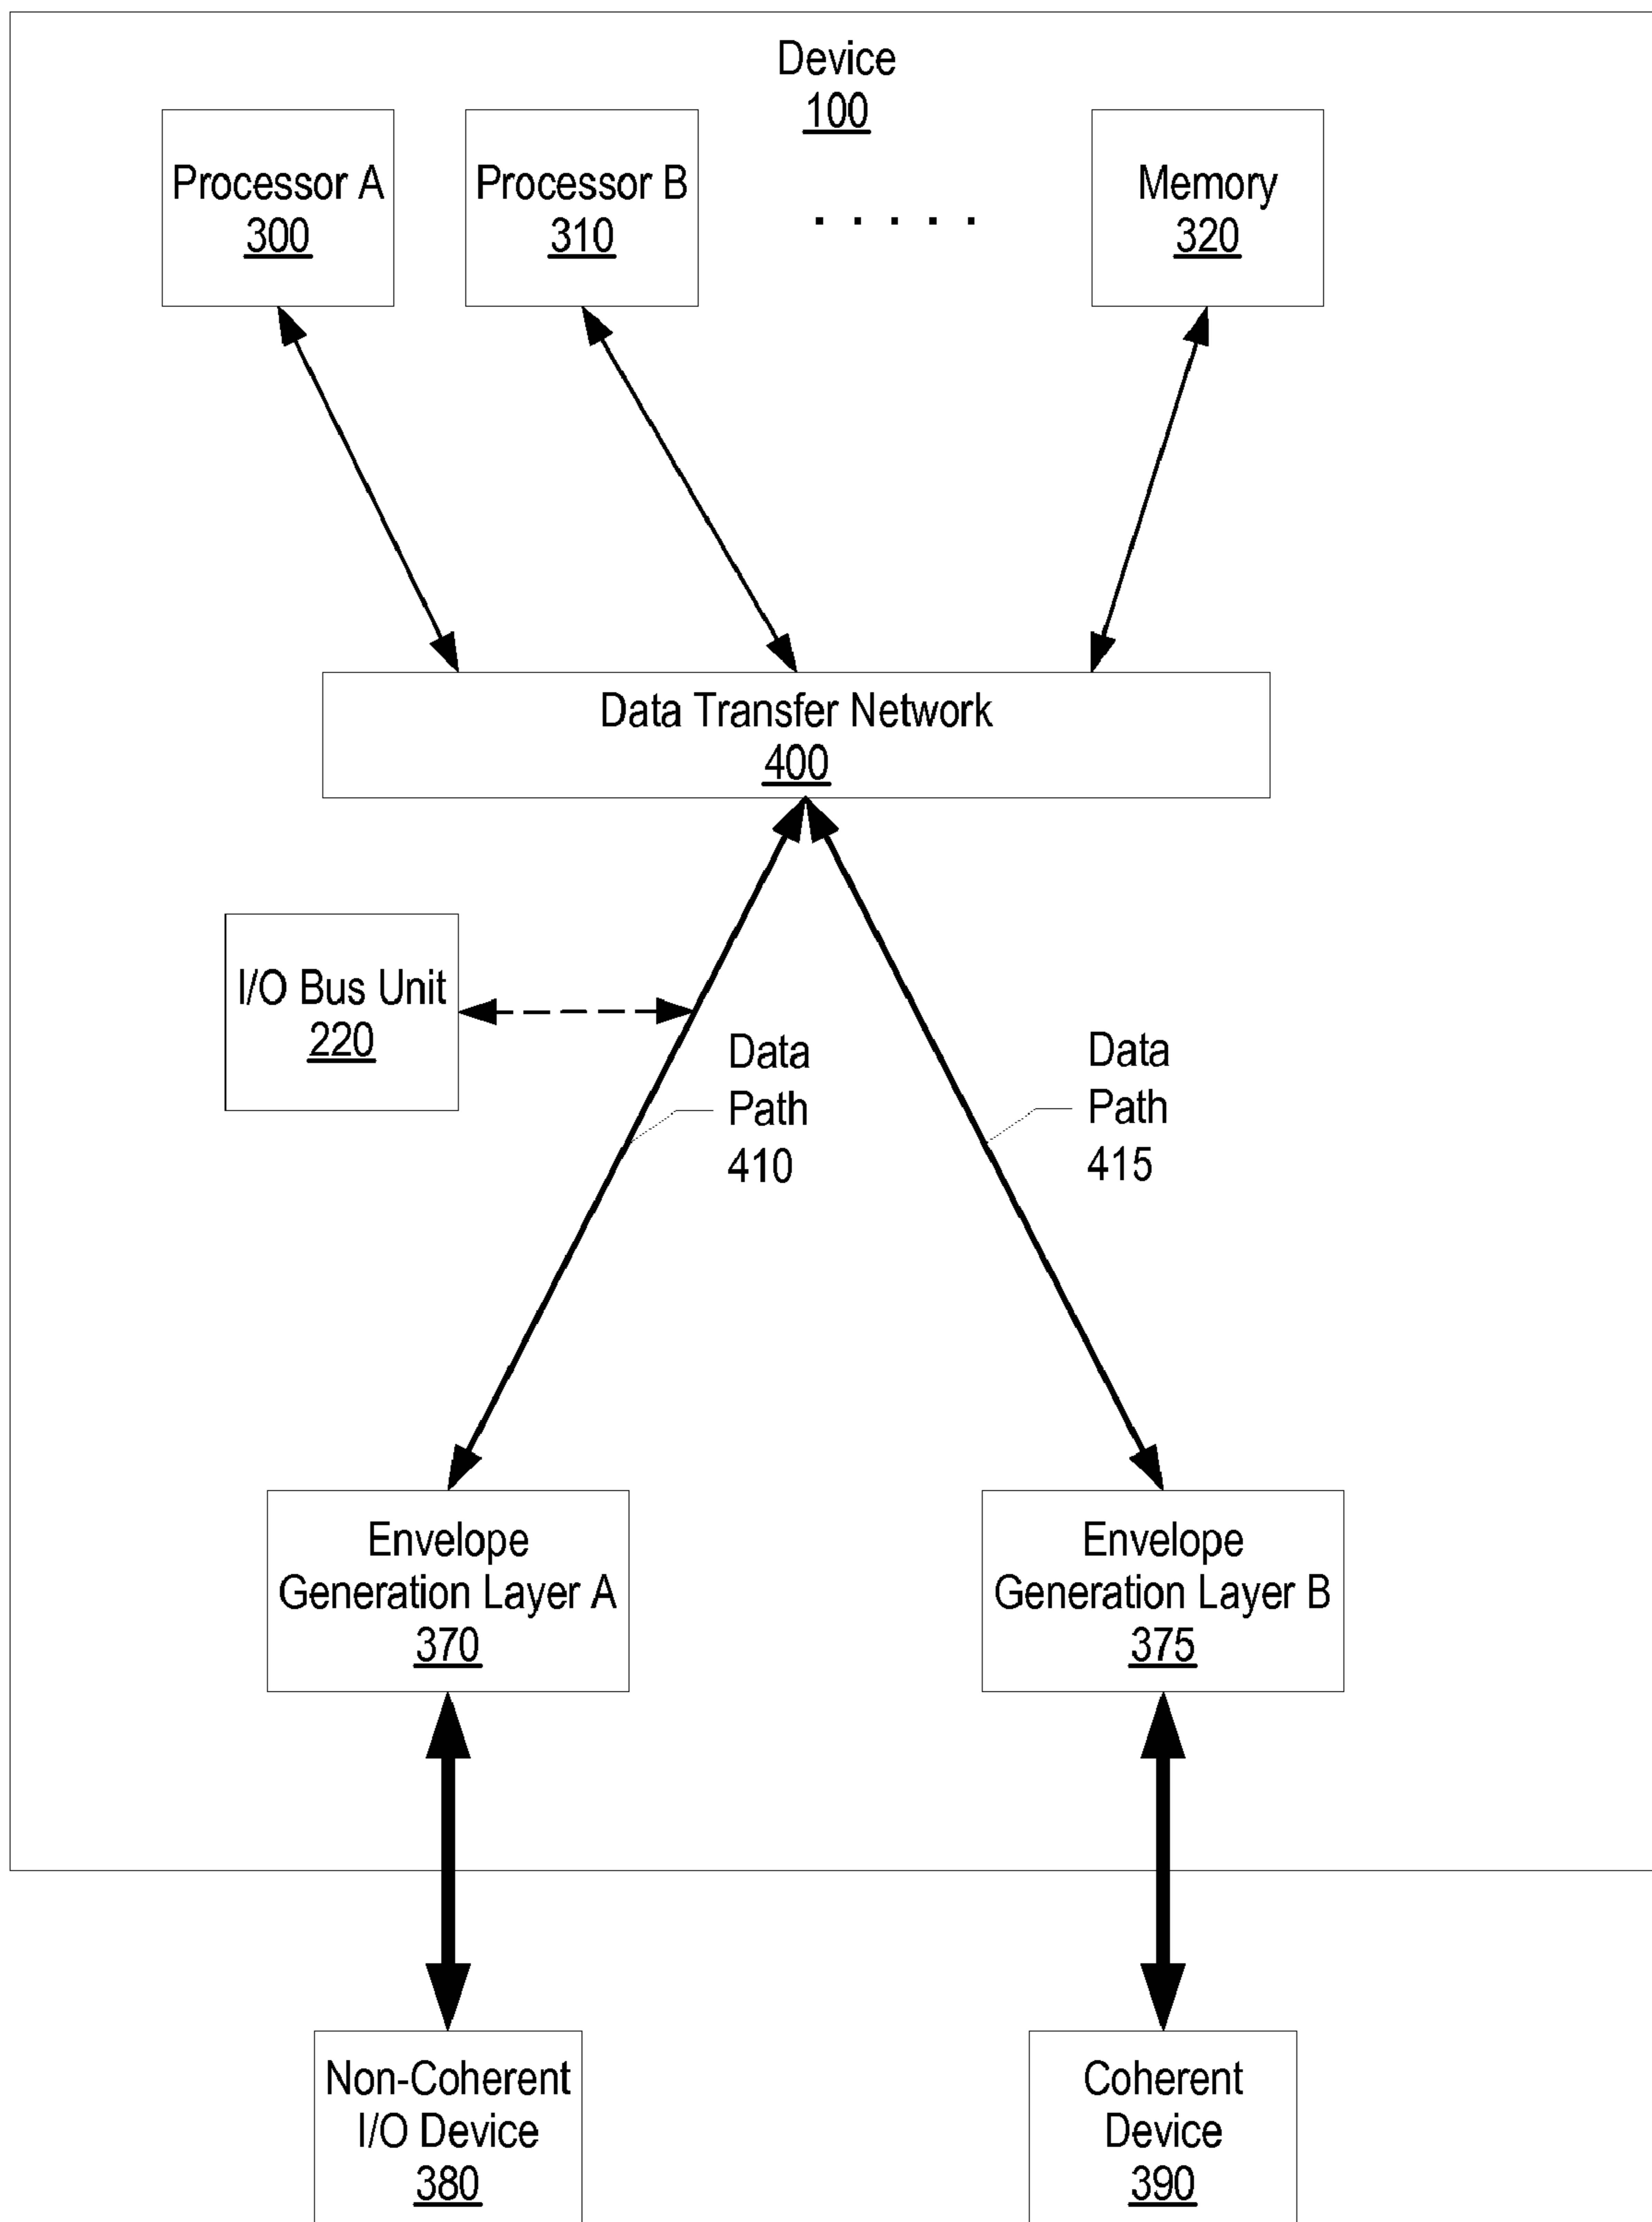 Device
100
Processor A
300
Processor B
310
. . . . .
Memory
320
Data Transfer Network
400
I/O Bus Unit
220
Data
Path
410
Data
Path
415
Envelope
Generation Layer A
370
Envelope
Generation Layer B
375
Non-Coherent
I/O Device
380
Coherent
Device
390